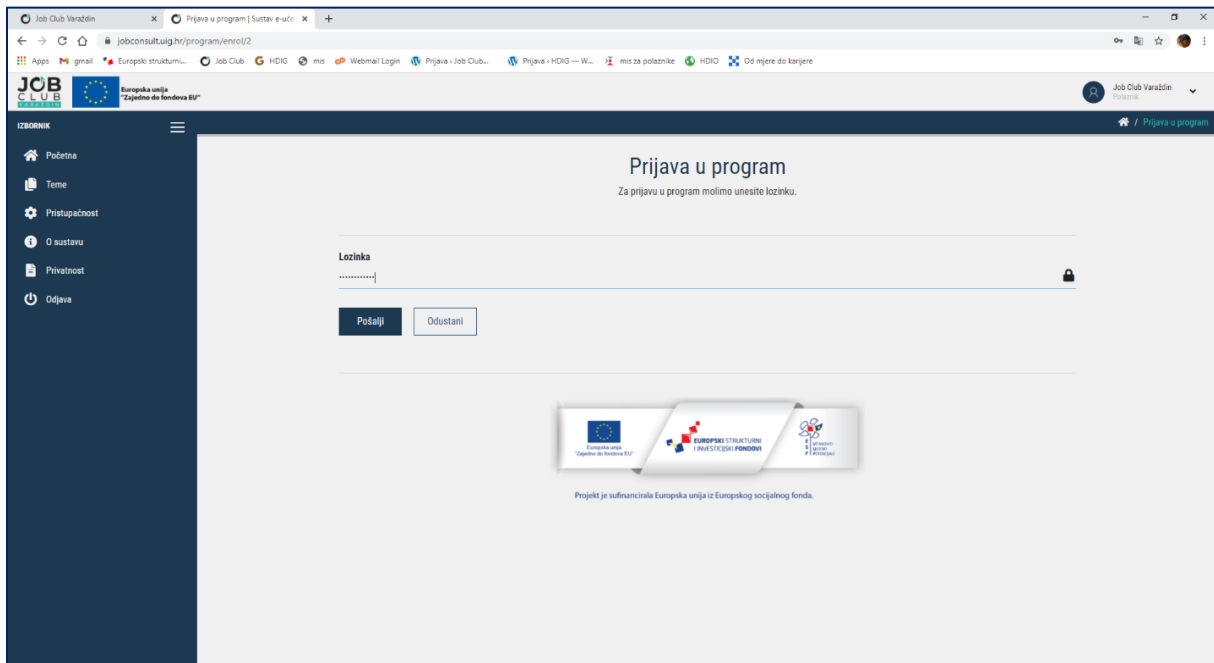 Job Club Varaždin
Prijava u program | Sustav e-uče
jobconsult.uig.hr/program/enrol/2
Apps gmail Europski strukturni... Job Club HDIG mis Webmail Login Prijava ‹ Job Club... Prijava ‹ HDIG — W... mis za polaznike HDIO Od mjere do karijere
JOB
CLUB
VARAŽDIN
Europska unija
"Zajedno do fondova EU"
Job Club Varaždin
Polaznik
IZBORNIK
/ Prijava u program
Početna
Teme
Pristupačnost
O sustavu
Privatnost
Odjava
Prijava u program
Za prijavu u program molimo unesite lozinku.
Lozinka
Pošalji
Odustani
Europska unija
"Zajedno do fondova EU"
EUROPSKI STRUKTURNI
I INVESTICIJSKI FONDOVI
Projekt je sufinancirala Europska unija iz Europskog socijalnog fonda.